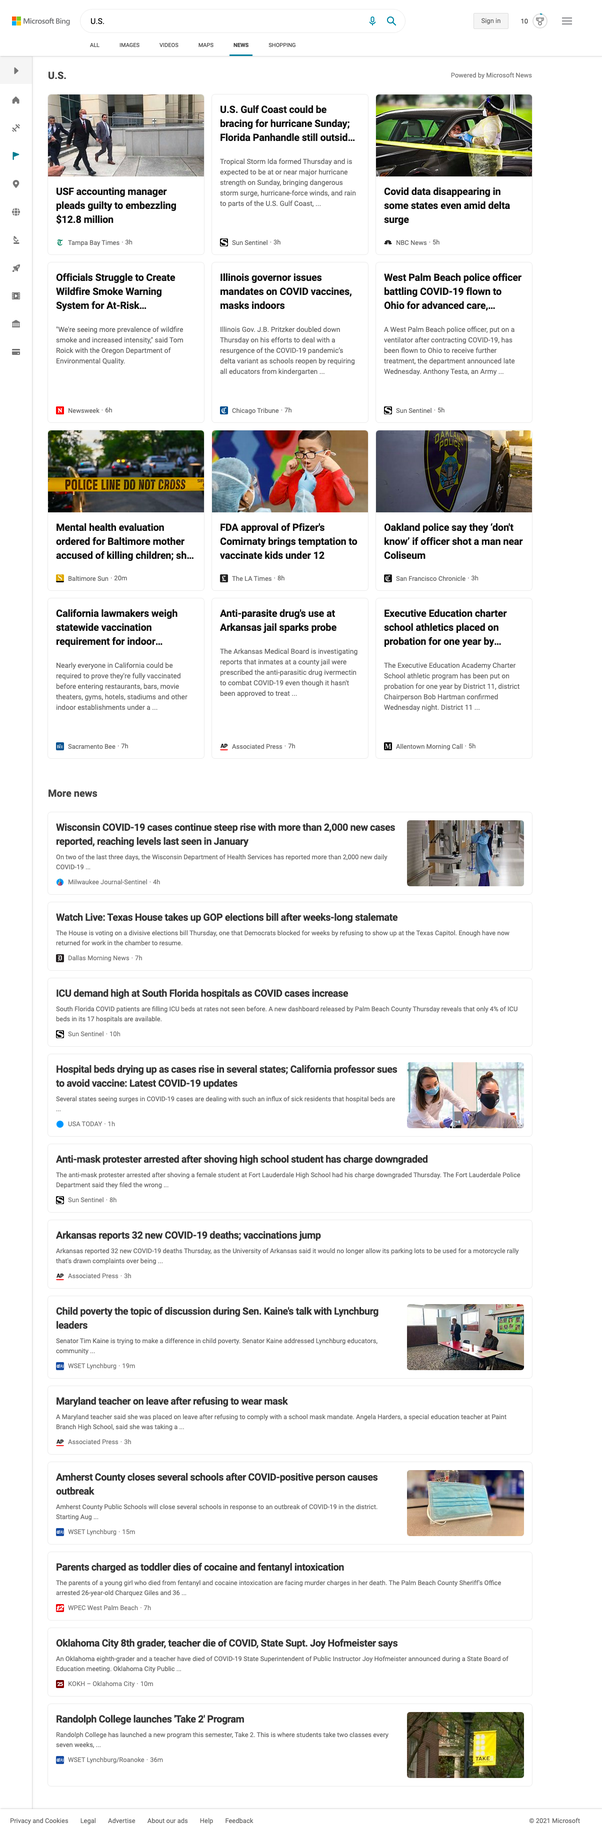 Microsoft Bing
U.S.
Sign in
10
ALL
IMAGES
VIDEOS
MAPS
NEWS
SHOPPING
U.S.
Powered by Microsoft News
USF accounting manager
pleads guilty to embezzling
$12.8 million
Tampa Bay Times · 3h
U.S. Gulf Coast could be
bracing for hurricane Sunday;
Florida Panhandle still outsid...
Tropical Storm Ida formed Thursday and is
expected to be at or near major hurricane
strength on Sunday, bringing dangerous
storm surge, hurricane-force winds, and rain
to parts of the U.S. Gulf Coast, ...
Sun Sentinel · 3h
Covid data disappearing in
some states even amid delta
surge
NBC News · 5h
Officials Struggle to Create
Wildfire Smoke Warning
System for At-Risk...
"We're seeing more prevalence of wildfire
smoke and increased intensity," said Tom
Roick with the Oregon Department of
Environmental Quality.
Newsweek · 6h
Illinois governor issues
mandates on COVID vaccines,
masks indoors
Illinois Gov. J.B. Pritzker doubled down
Thursday on his efforts to deal with a
resurgence of the COVID-19 pandemic's
delta variant as schools reopen by requiring
all educators from kindergarten ...
Chicago Tribune · 7h
West Palm Beach police officer
battling COVID-19 flown to
Ohio for advanced care,...
A West Palm Beach police officer, put on a
ventilator after contracting COVID-19, has
been flown to Ohio to receive further
treatment, the department announced late
Wednesday. Anthony Testa, an Army ...
Sun Sentinel · 5h
POLICE LINE DO NOT CROSS
Mental health evaluation
ordered for Baltimore mother
accused of killing children; sh...
Baltimore Sun · 20m
FDA approval of Pfizer's
Comirnaty brings temptation to
vaccinate kids under 12
The LA Times · 8h
OAKLAND
POLICE
Oakland police say they 'don't
know' if officer shot a man near
Coliseum
San Francisco Chronicle · 3h
California lawmakers weigh
statewide vaccination
requirement for indoor...
Nearly everyone in California could be
required to prove they're fully vaccinated
before entering restaurants, bars, movie
theaters, gyms, hotels, stadiums and other
indoor establishments under a ...
Sacramento Bee · 7h
Anti-parasite drug's use at
Arkansas jail sparks probe
The Arkansas Medical Board is investigating
reports that inmates at a county jail were
prescribed the anti-parasitic drug ivermectin
to combat COVID-19 even though it hasn't
been approved to treat ...
AP Associated Press · 7h
Executive Education charter
school athletics placed on
probation for one year by...
The Executive Education Academy Charter
School athletic program has been put on
probation for one year by District 11, district
Chairperson Bob Hartman confirmed
Wednesday night. District 11 ...
Allentown Morning Call · 5h
More news
Wisconsin COVID-19 cases continue steep rise with more than 2,000 new cases
reported, reaching levels last seen in January
On two of the last three days, the Wisconsin Department of Health Services has reported more than 2,000 new daily
COVID-19 ...
Milwaukee Journal-Sentinel · 4h
Watch Live: Texas House takes up GOP elections bill after weeks-long stalemate
The House is voting on a divisive elections bill Thursday, one that Democrats blocked for weeks by refusing to show up at the Texas Capitol. Enough have now
returned for work in the chamber to resume.
Dallas Morning News · 7h
ICU demand high at South Florida hospitals as COVID cases increase
South Florida COVID patients are filling ICU beds at rates not seen before. A new dashboard released by Palm Beach County Thursday reveals that only 4% of ICU
beds in its 17 hospitals are available.
Sun Sentinel · 10h
Hospital beds drying up as cases rise in several states; California professor sues
to avoid vaccine: Latest COVID-19 updates
Several states seeing surges in COVID-19 cases are dealing with such an influx of sick residents that hospital beds are
...
USA TODAY · 1h
Anti-mask protester arrested after shoving high school student has charge downgraded
The anti-mask protester arrested after shoving a female student at Fort Lauderdale High School had his charge downgraded Thursday. The Fort Lauderdale Police
Department said they filed the wrong ...
Sun Sentinel · 8h
Arkansas reports 32 new COVID-19 deaths; vaccinations jump
Arkansas reported 32 new COVID-19 deaths Thursday, as the University of Arkansas said it would no longer allow its parking lots to be used for a motorcycle rally
that's drawn complaints over being ...
AP Associated Press · 3h
Child poverty the topic of discussion during Sen. Kaine's talk with Lynchburg
leaders
Senator Tim Kaine is trying to make a difference in child poverty. Senator Kaine addressed Lynchburg educators,
community ...
WSET Lynchburg · 19m
Maryland teacher on leave after refusing to wear mask
A Maryland teacher said she was placed on leave after refusing to comply with a school mask mandate. Angela Harders, a special education teacher at Paint
Branch High School, said she was taking a ...
AP Associated Press · 3h
Amherst County closes several schools after COVID-positive person causes
outbreak
Amherst County Public Schools will close several schools in response to an outbreak of COVID-19 in the district.
Starting Aug ...
WSET Lynchburg · 15m
Parents charged as toddler dies of cocaine and fentanyl intoxication
The parents of a young girl who died from fentanyl and cocaine intoxication are facing murder charges in her death. The Palm Beach County Sheriff's Office
arrested 26-year-old Charquez Giles and 36 ...
WPEC West Palm Beach · 7h
Oklahoma City 8th grader, teacher die of COVID, State Supt. Joy Hofmeister says
An Oklahoma eighth-grader and a teacher have died of COVID-19 State Superintendent of Public Instructor Joy Hofmeister announced during a State Board of
Education meeting. Oklahoma City Public ...
25 KOKH – Oklahoma City · 10m
Randolph College launches 'Take 2' Program
Randolph College has launched a new program this semester, Take 2. This is where students take two classes every
seven weeks, ...
WSET Lynchburg/Roanoke · 36m
TAKE
Privacy and Cookies
Legal
Advertise
About our ads
Help
Feedback
© 2021 Microsoft